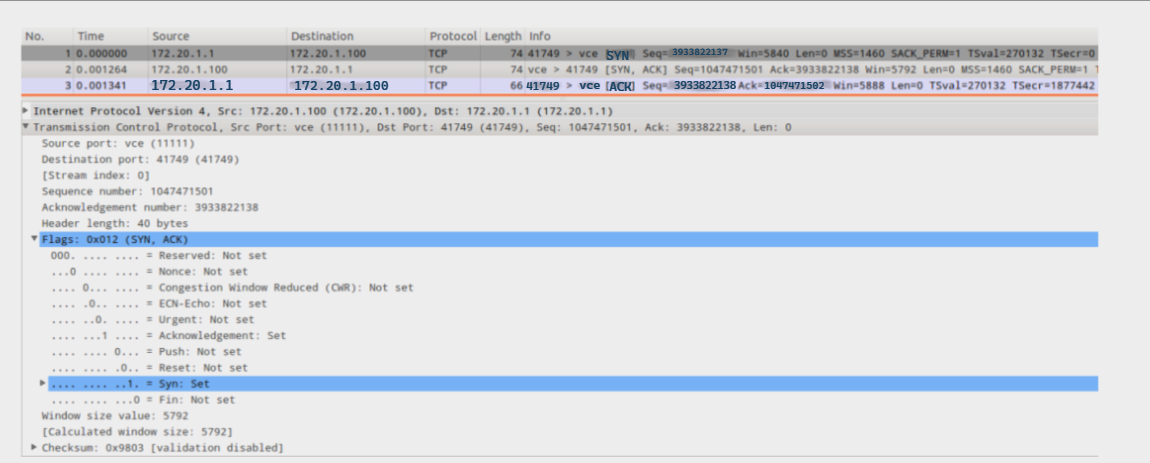 No. Time Source Destination Protocol Length Info
1 0.000000 172.20.1.1 172.20.1.100 TCP 74 41749 > vce [SYN] Seq=3933822137 Win=5840 Len=0 MSS=1460 SACK_PERM=1 TSval=270132 TSecr=0
2 0.001264 172.20.1.100 172.20.1.1 TCP 74 vce > 41749 [SYN, ACK] Seq=1047471501 Ack=3933822138 Win=5792 Len=0 MSS=1460 SACK_PERM=1 T
3 0.001341 172.20.1.1 172.20.1.100 TCP 66 41749 > vce [ACK] Seq=3933822138 Ack=1047471502 Win=5888 Len=0 TSval=270132 TSecr=1877442
Internet Protocol Version 4, Src: 172.20.1.100 (172.20.1.100), Dst: 172.20.1.1 (172.20.1.1)
Transmission Control Protocol, Src Port: vce (11111), Dst Port: 41749 (41749), Seq: 1047471501, Ack: 3933822138, Len: 0
Source port: vce (11111)
Destination port: 41749 (41749)
[Stream index: 0]
Sequence number: 1047471501
Acknowledgement number: 3933822138
Header length: 40 bytes
Flags: 0x012 (SYN, ACK)
000. .... .... = Reserved: Not set
...0 .... .... = Nonce: Not set
.... 0... .... = Congestion Window Reduced (CWR): Not set
.... .0.. .... = ECN-Echo: Not set
.... ..0. .... = Urgent: Not set
.... ...1 .... = Acknowledgement: Set
.... .... 0... = Push: Not set
.... .... .0.. = Reset: Not set
.... .... ..1. = Syn: Set
.... .... ...0 = Fin: Not set
Window size value: 5792
[Calculated window size: 5792]
Checksum: 0x9803 [validation disabled]